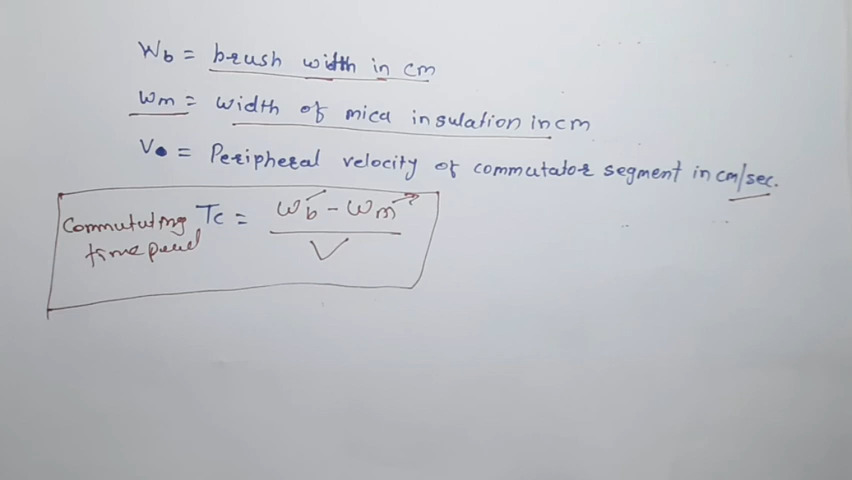 Wb = brush width in cm
Wm = width of mica insulation in cm
V = Peripheral velocity of commutator segment in cm/sec.
Commutating Tc = Wb - Wm / V
time